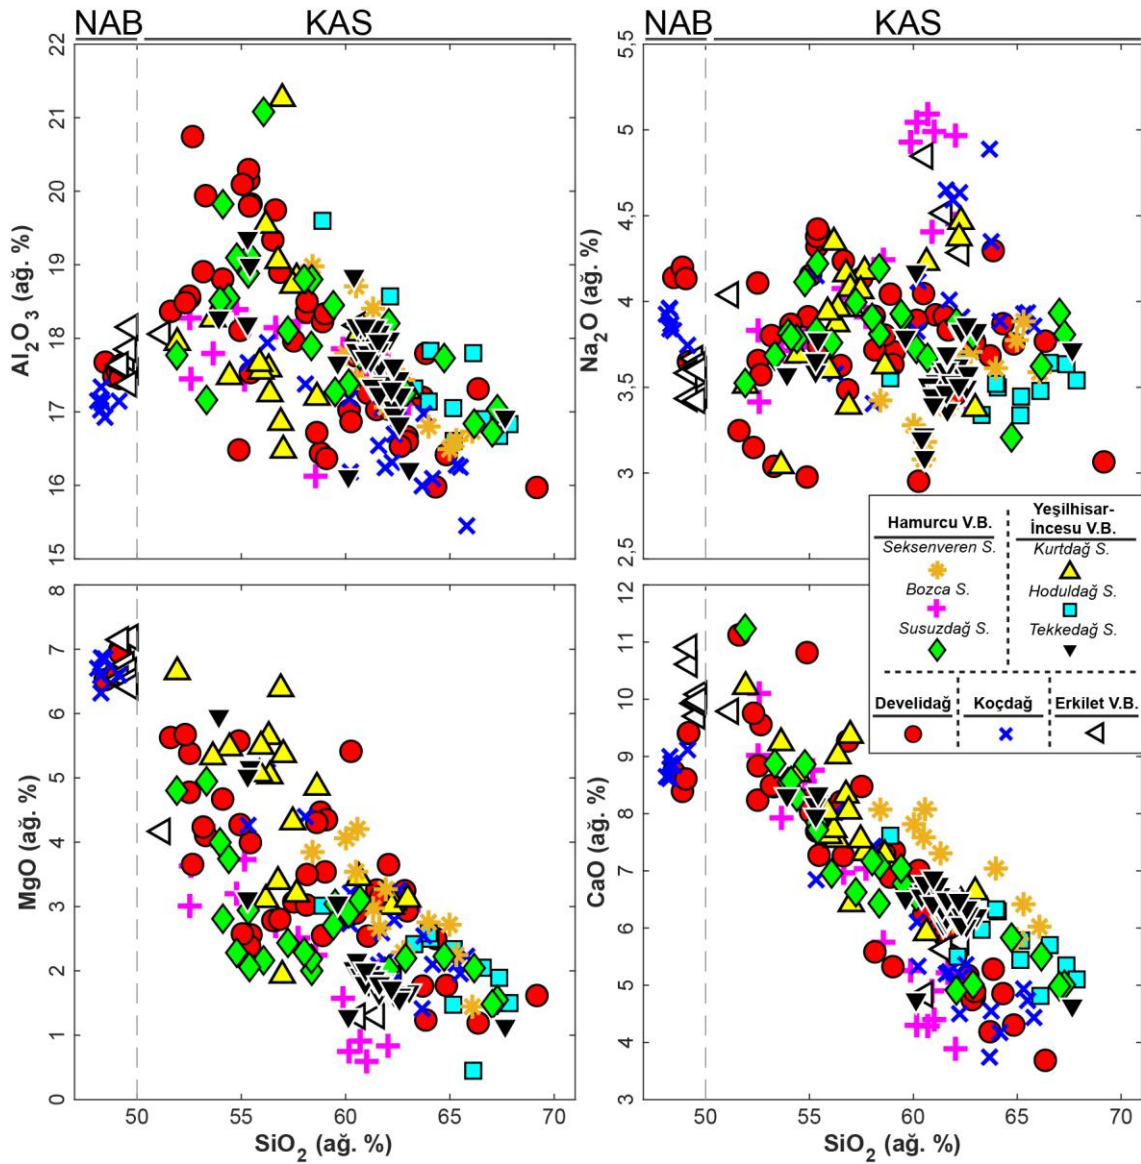 NAB KAS NAB KAS
22
21
20
19
18
17
16
15
Al2O3 (ağ. %)
5,5
5
4,5
4
3,5
3
2,5
Na2O (ağ. %)
8
7
6
5
4
3
2
1
0
MgO (ağ. %)
50 55 60 65 70
SiO2 (ağ. %)
12
11
10
9
8
7
6
5
4
3
CaO (ağ. %)
50 55 60 65 70
SiO2 (ağ. %)
Hamurcu V.B.
Seksenveren S.
Bozca S.
Susuzdağ S.
Yeşilhisar-
İncesu V.B.
Kurtdağ S.
Hoduldağ S.
Tekkedağ S.
Develidağ Koçdağ Erkilet V.B.